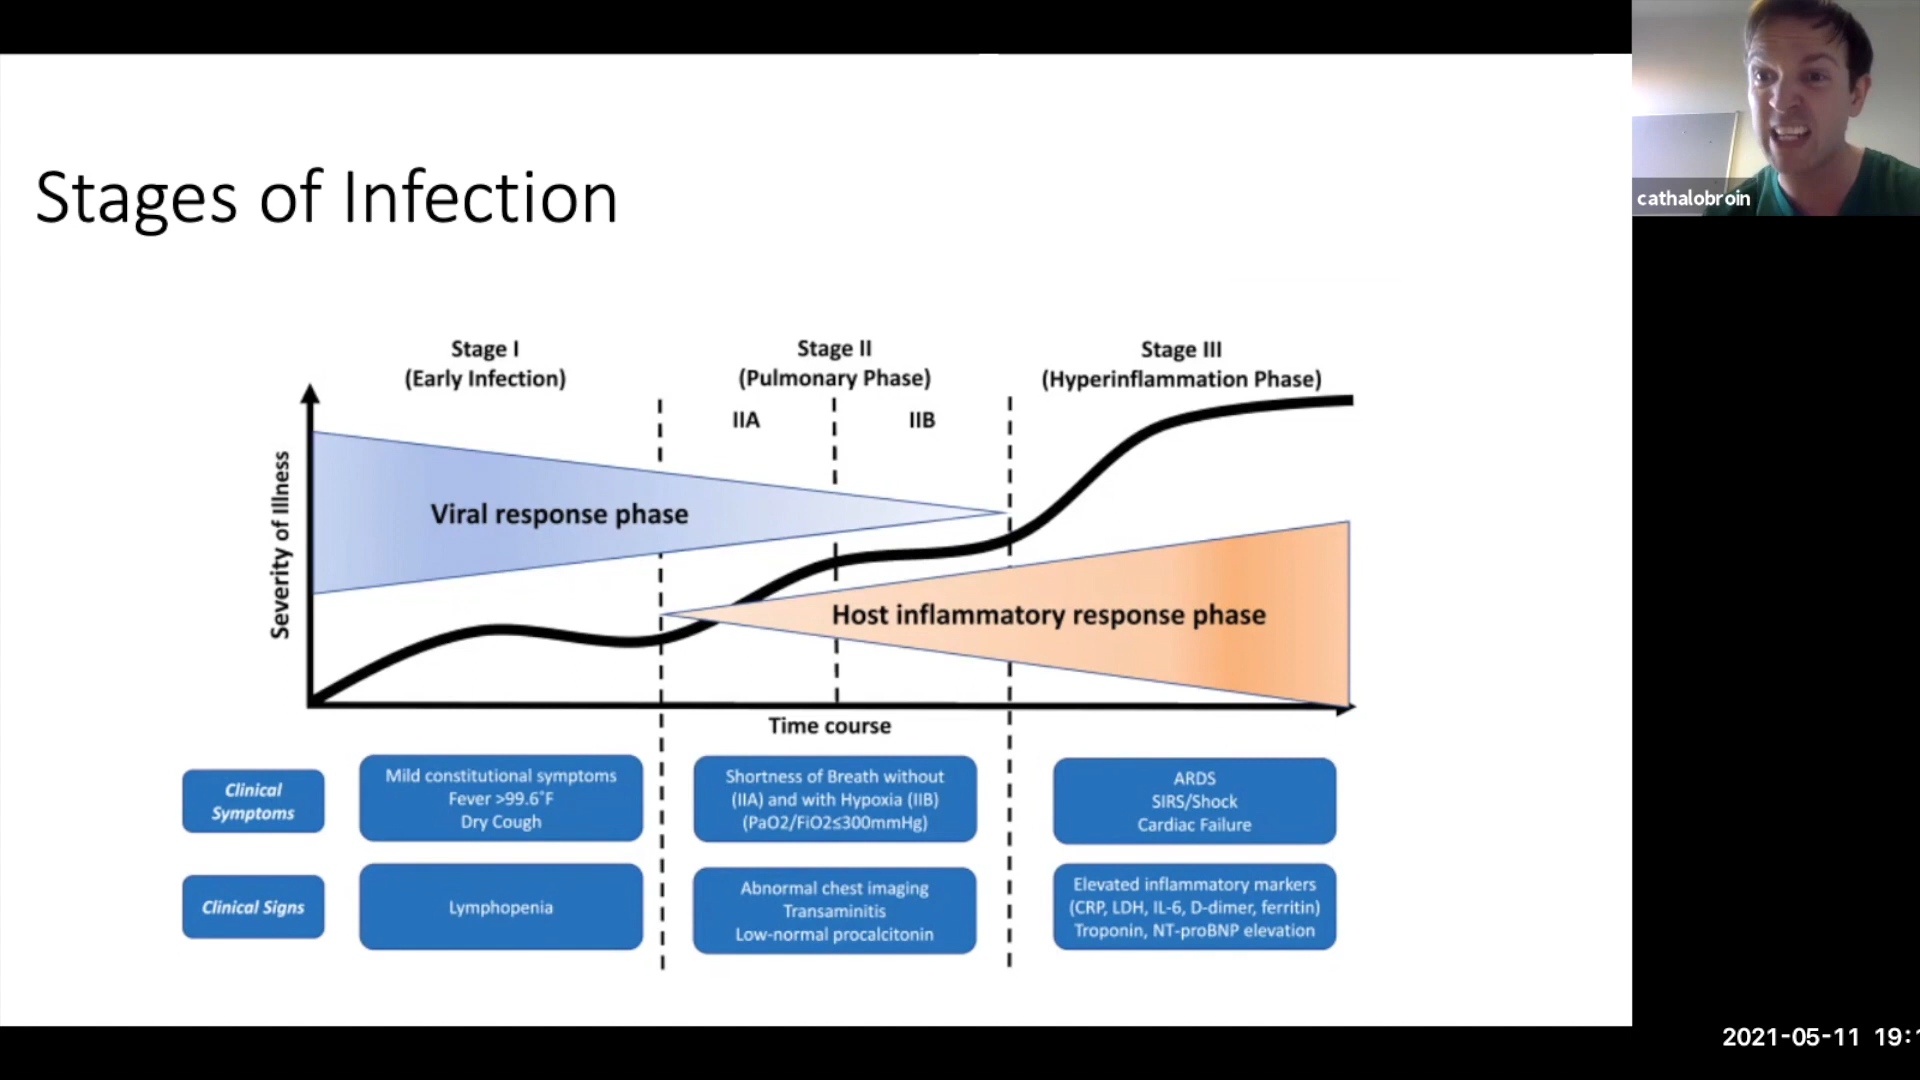 cathalobroin
Stages of Infection
Stage I
(Early Infection)
Stage II
(Pulmonary Phase)
Stage III
(Hyperinflammation Phase)
IIA
IIB
Severity of Illness
Viral response phase
Host inflammatory response phase
Time course
Clinical
Symptoms
Mild constitutional symptoms
Fever >99.6°F
Dry Cough
Shortness of Breath without
(IIA) and with Hypoxia (IIB)
(PaO2/FiO2≤300mmHg)
ARDS
SIRS/Shock
Cardiac Failure
Clinical Signs
Lymphopenia
Abnormal chest imaging
Transaminitis
Low-normal procalcitonin
Elevated inflammatory markers
(CRP, LDH, IL-6, D-dimer, ferritin)
Troponin, NT-proBNP elevation
2021-05-11 19: